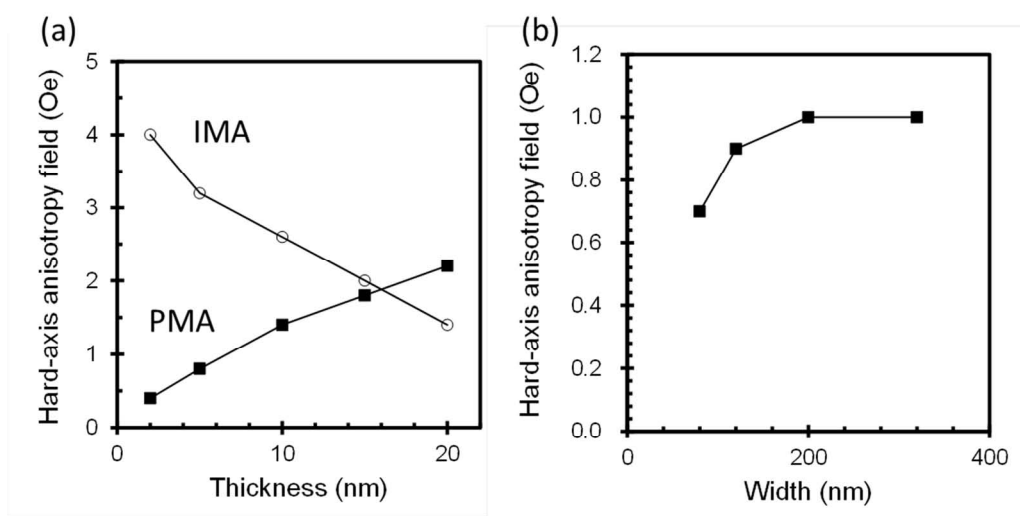 (a)
Hard-axis anisotropy field (Oe)
5
4
3
2
1
0
IMA
PMA
0
10
20
Thickness (nm)
(b)
Hard-axis anisotropy field (Oe)
1.2
1.0
0.8
0.6
0.4
0.2
0.0
0
200
400
Width (nm)